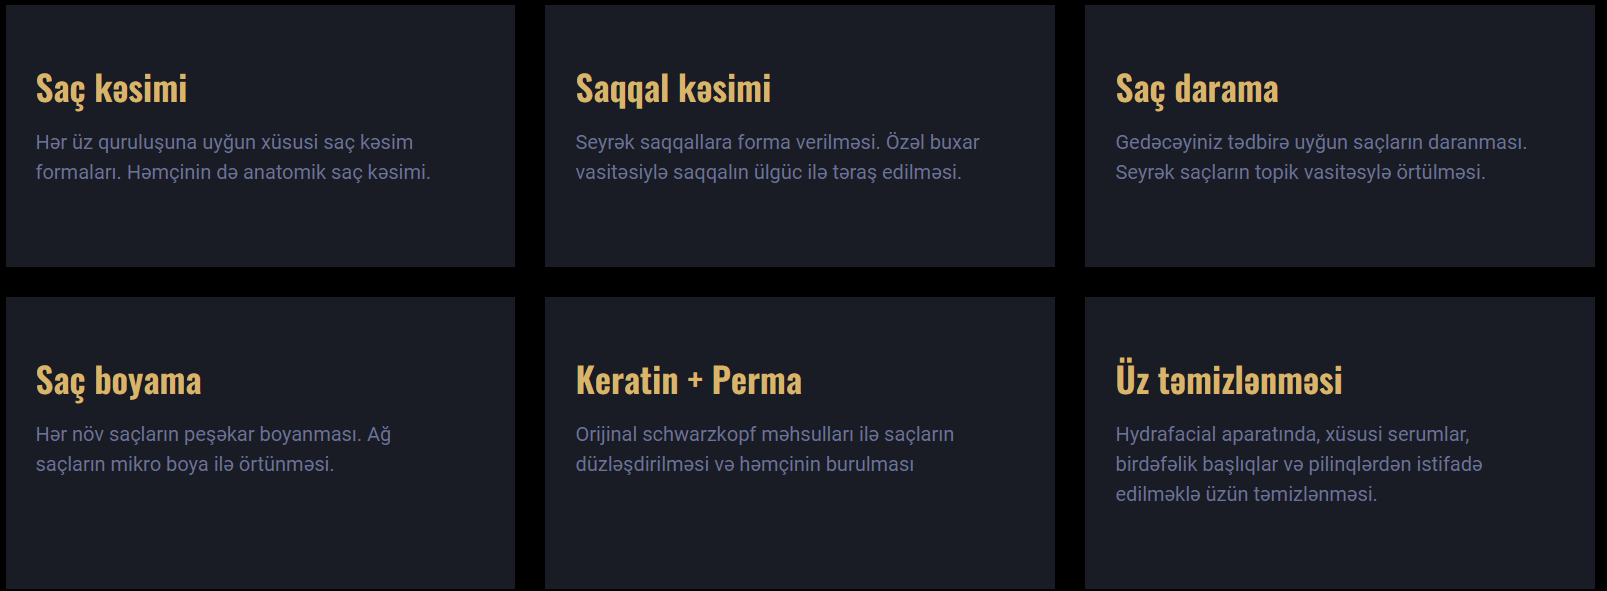 Saç kəsimi
Hər üz quruluşuna uyğun xüsusi saç kəsim
formaları. Həmçinin də anatomik saç kəsimi.
Saqqal kəsimi
Seyrək saqqallara forma verilməsi. Özəl buxar
vasitəsiylə saqqalın ülgüc ilə təraş edilməsi.
Saç darama
Gedəcəyiniz tədbirə uyğun saçların daranması.
Seyrək saçların topik vasitəsylə örtülməsi.
Saç boyama
Hər növ saçların peşəkar boyanması. Ağ
saçların mikro boya ilə örtünməsi.
Keratin + Perma
Orijinal schwarzkopf məhsulları ilə saçların
düzləşdirilməsi və həmçinin burulması
Üz təmizlənməsi
Hydrafacial aparatında, xüsusi serumlar,
birdəfəlik başlıqlar və pilinqlərdən istifadə
edilməklə üzün təmizlənməsi.